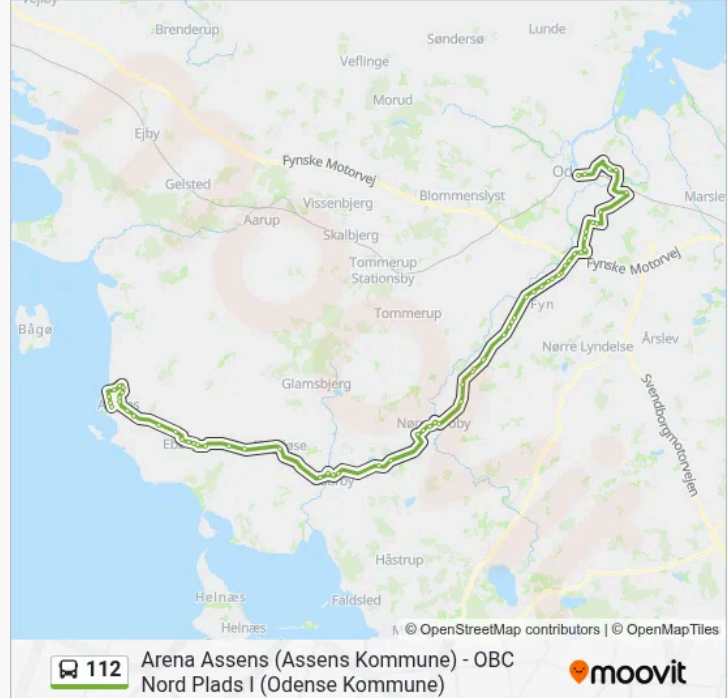 Brenderup
Lunde
Søndersø
Veflinge
Morud
Ejby
Fynske Motorvej
Gelsted
Blommenslyst
Marsle
Vissenbjerg
Aarup
Skalbjerg
Fynske Motorvej
Tommerup
Stationsby
Fyn
Bågø
Tommerup
Årslev
Nørre Lyndelse
Glamsbjerg
Svendborgmotorvejen
Håstrup
Helnæs
Faldsled
Helnæs
© OpenStreetMap contributors | © OpenMapTiles
112
Arena Assens (Assens Kommune) - OBC
Nord Plads I (Odense Kommune)
moovit